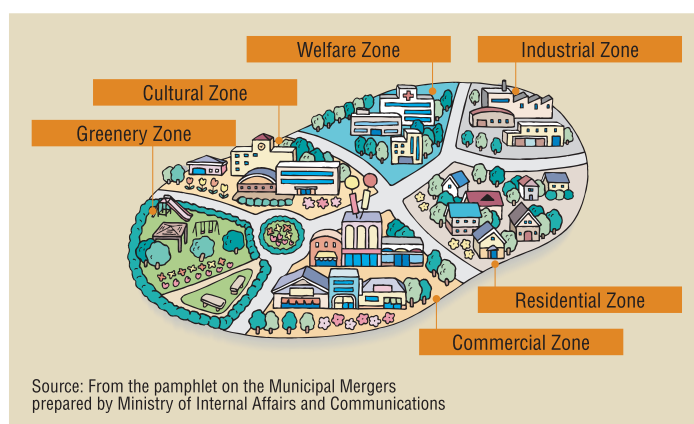 Welfare Zone
Industrial Zone
Cultural Zone
Greenery Zone
Residential Zone
Commercial Zone
Source: From the pamphlet on the Municipal Mergers
prepared by Ministry of Internal Affairs and Communications